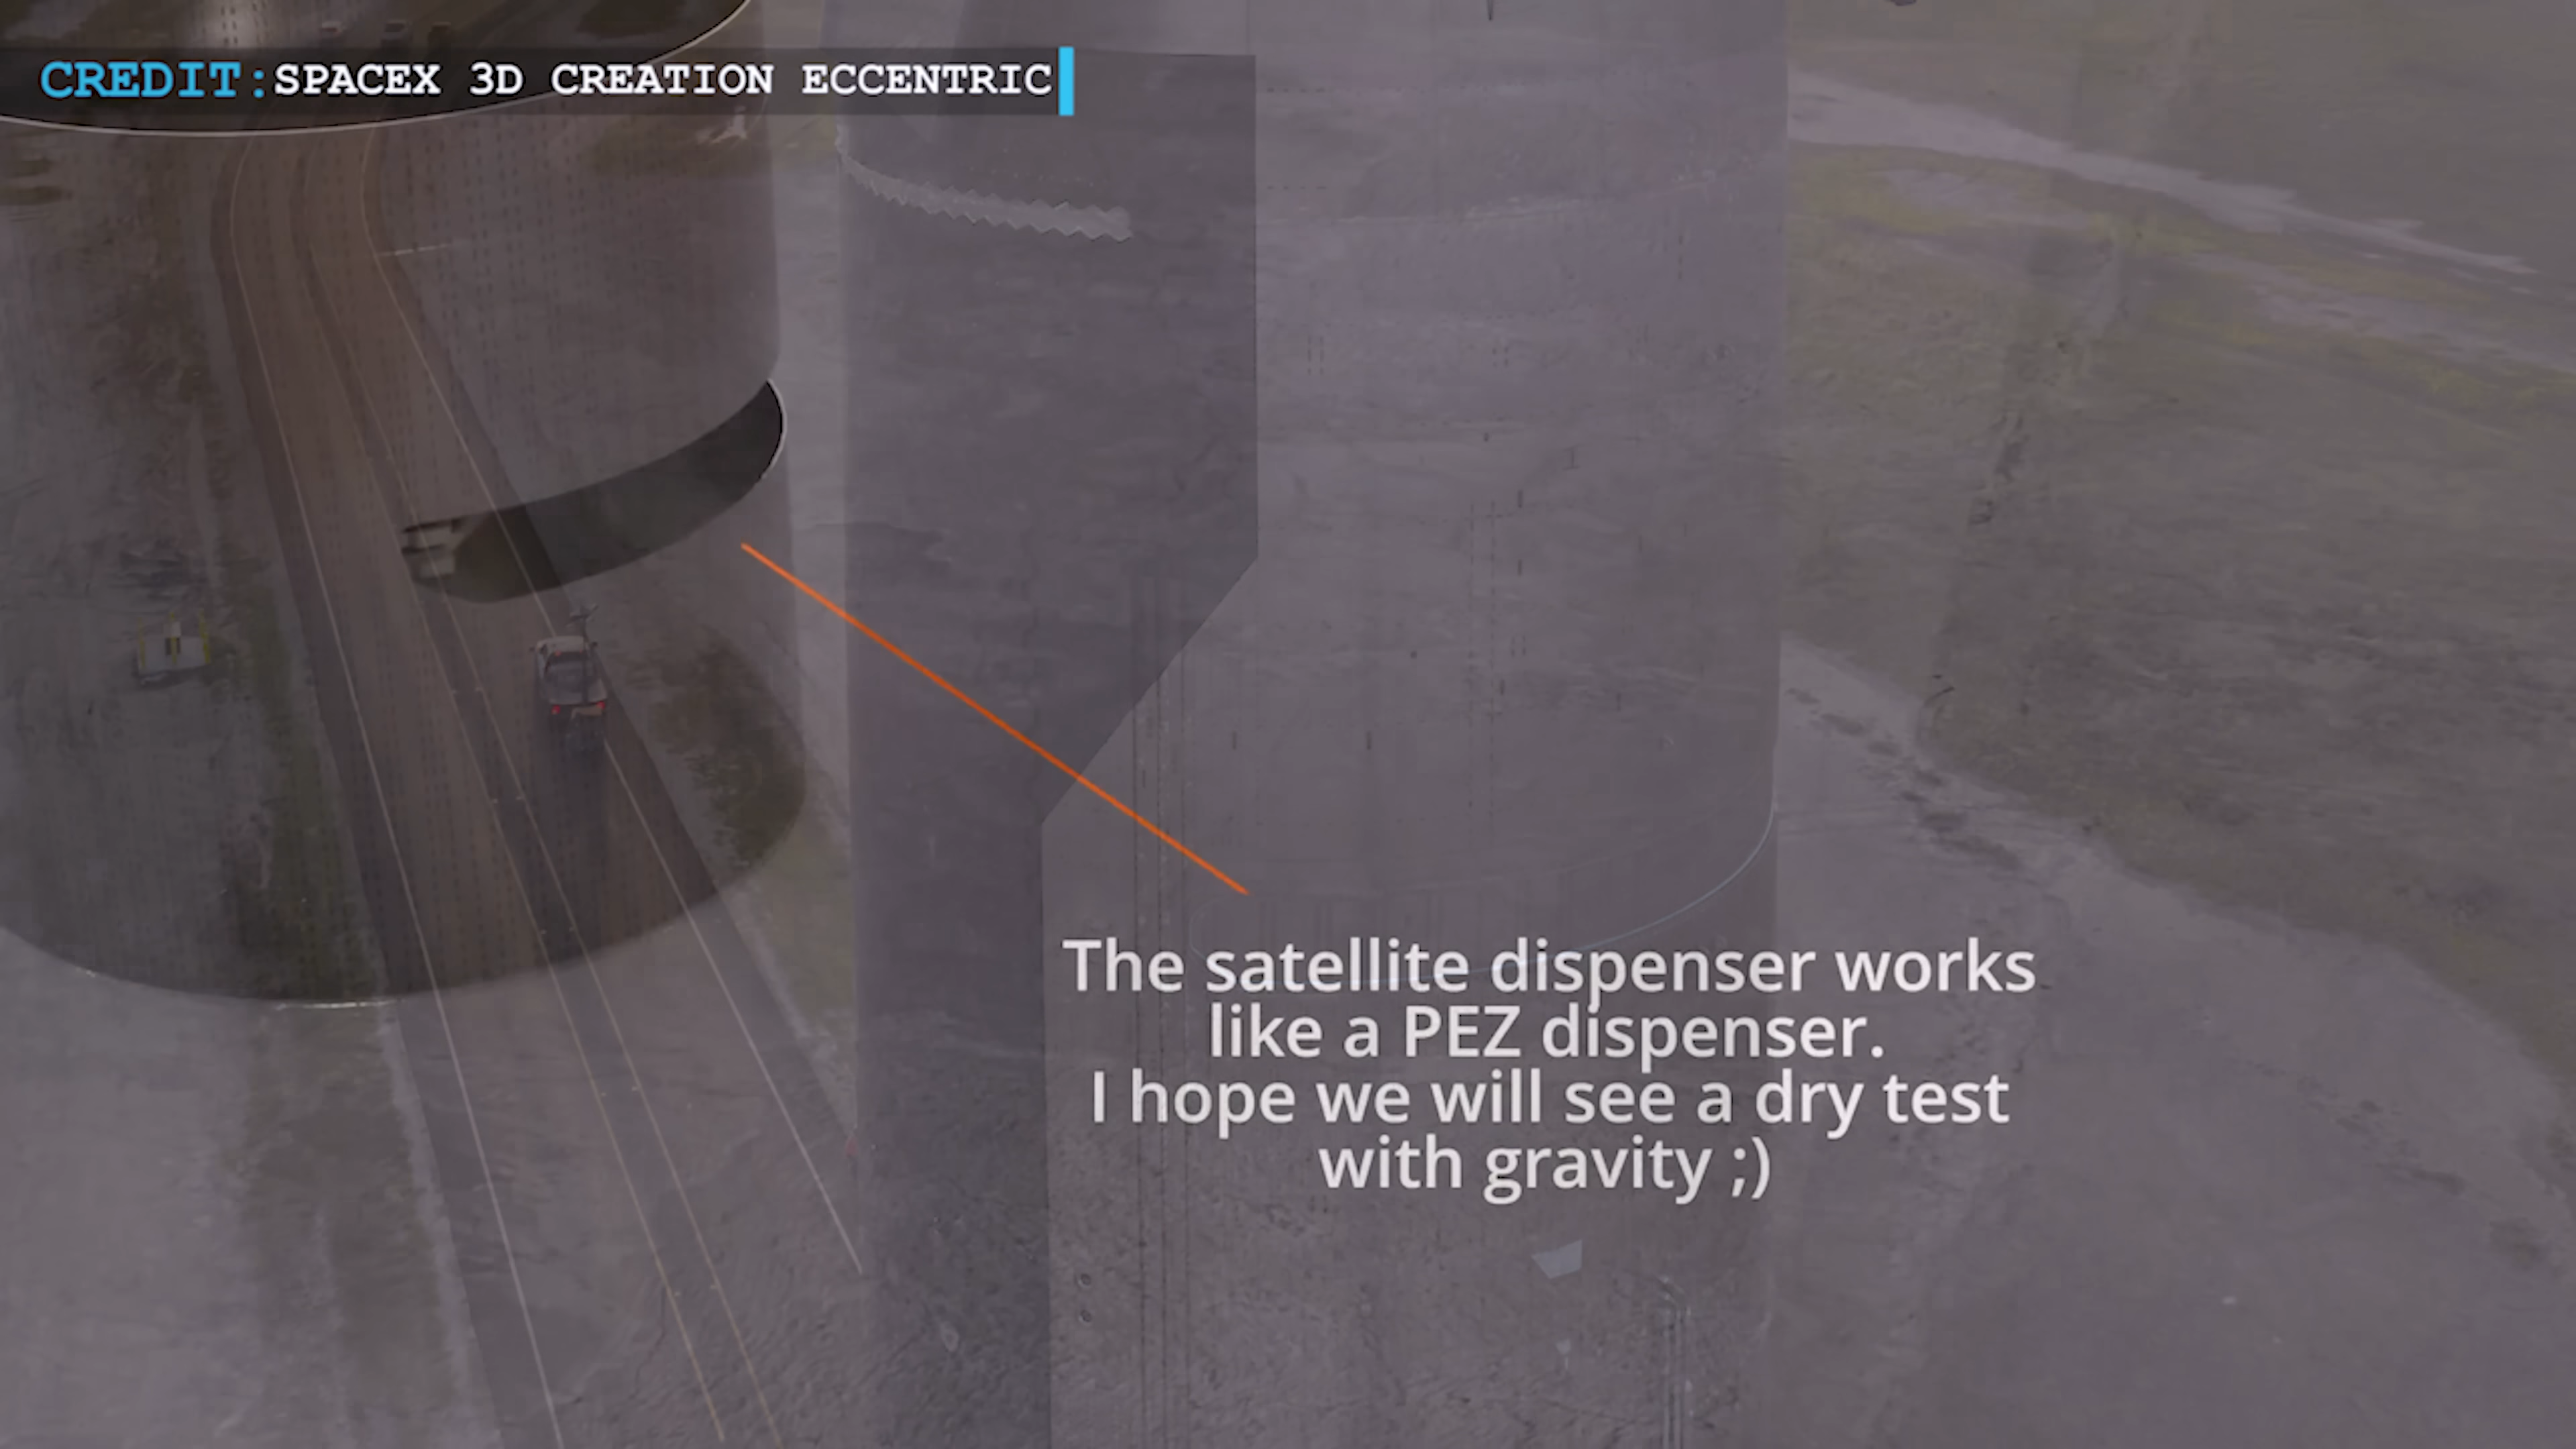 CREDIT:SPACEX 3D CREATION ECCENTRIC
The satellite dispenser works
like a PEZ dispenser.
I hope we will see a dry test
with gravity ;)